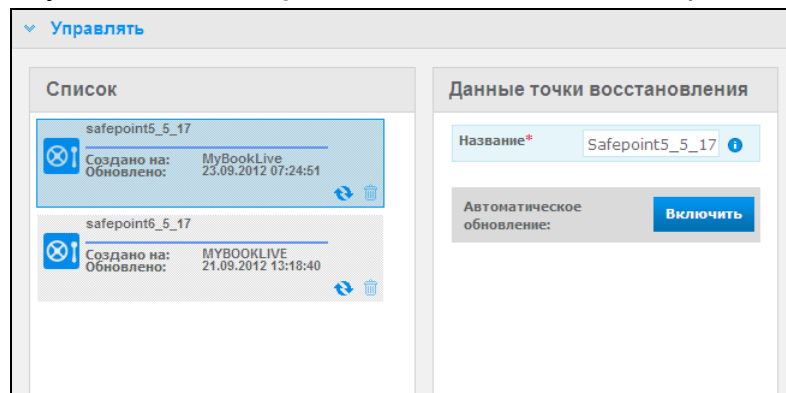 Управлять
Список
safepoint5_5_17
Создано на: MyBookLive
Обновлено: 23.09.2012 07:24:51
safepoint6_5_17
Создано на: MYBOOKLIVE
Обновлено: 21.09.2012 13:18:40
Данные точки восстановления
Название* Safepoint5_5_17
Автоматическое
обновление:
Включить